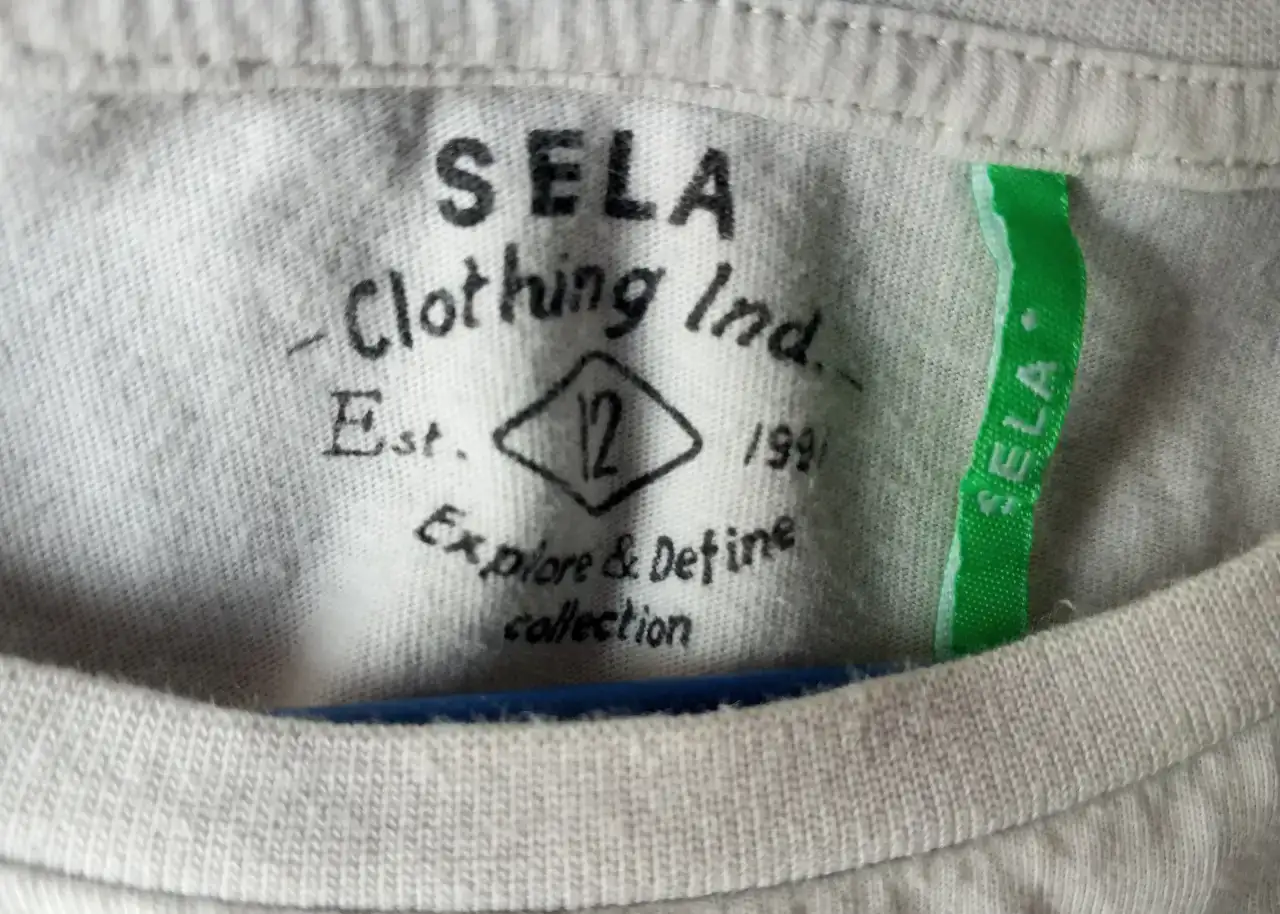 SELA
-Clothing Ind.-
Est. 12 1991
Explore & Define
collection
SELA*